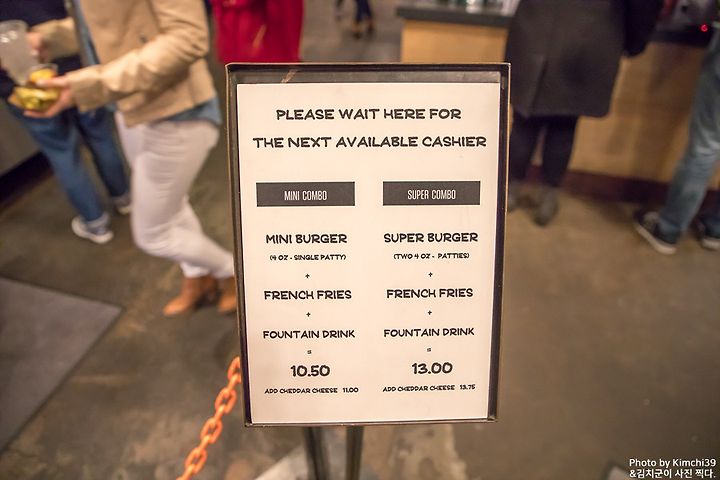 PLEASE WAIT HERE FOR
THE NEXT AVAILABLE CASHIER
MINI COMBO
MINI BURGER
(4 OZ - SINGLE PATTY)
+
FRENCH FRIES
+
FOUNTAIN DRINK
=
10.50
ADD CHEDDAR CHEESE 11.00
SUPER COMBO
SUPER BURGER
(TWO 4 OZ - PATTIES)
+
FRENCH FRIES
+
FOUNTAIN DRINK
=
13.00
ADD CHEDDAR CHEESE 13.75
Photo by Kimchi39
&김치군이 사진 찍다.